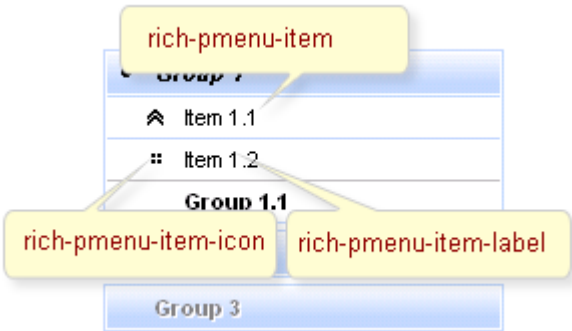 rich-pmenu-item
Group 1
Item 1.1
Item 1.2
Group 1.1
rich-pmenu-item-icon
rich-pmenu-item-label
Group 3